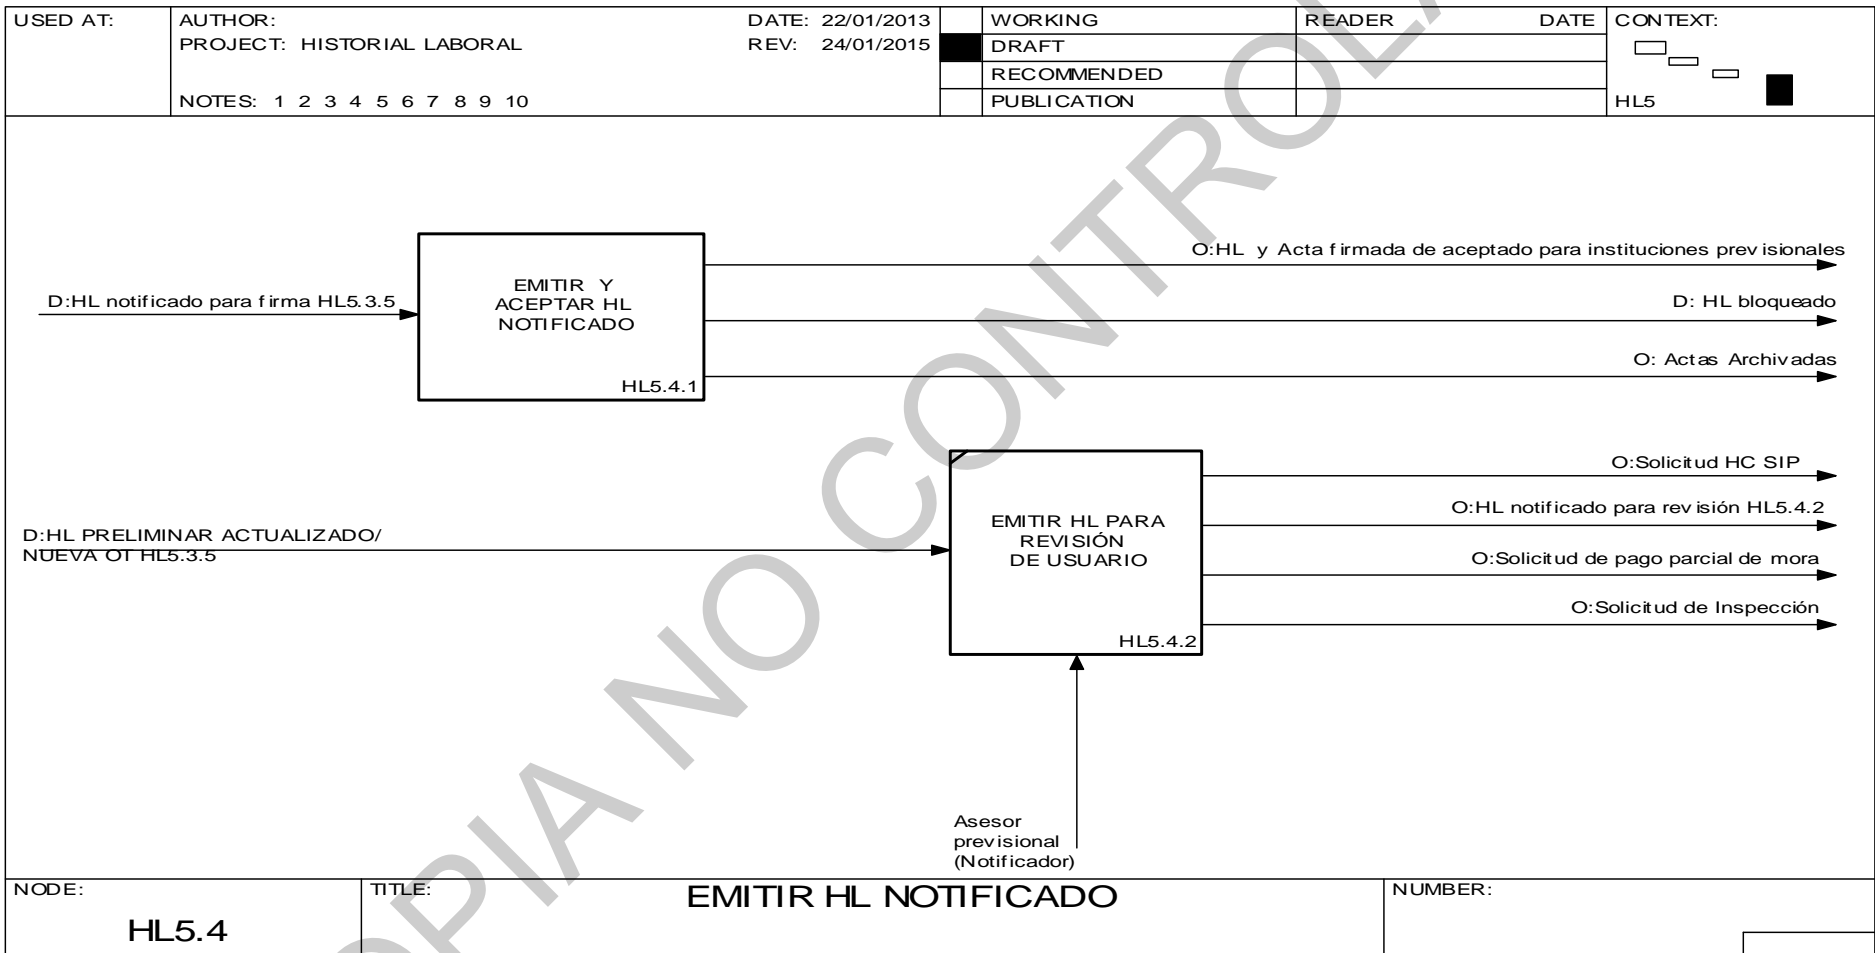 USED AT:
AUTHOR:
DATE: 22/01/2013
PROJECT: HISTORIAL LABORAL
REV: 24/01/2015
NOTES: 1 2 3 4 5 6 7 8 9 10
WORKING
DRAFT
RECOMMENDED
PUBLICATION
READER DATE
CONTEXT:
HL5
D:HL notificado para firma HL5.3.5
EMITIR Y
ACEPTAR HL
NOTIFICADO
HL5.4.1
O:HL y Acta firmada de aceptado para instituciones previsionales
D: HL bloqueado
O: Actas Archivadas
D:HL PRELIMINAR ACTUALIZADO/
NUEVA OT HL5.3.5
EMITIR HL PARA
REVISIÓN
DE USUARIO
HL5.4.2
O:Solicitud HC SIP
O:HL notificado para revisión HL5.4.2
O:Solicitud de pago parcial de mora
O:Solicitud de Inspección
Asesor
previsional
(Notificador)
NODE:
HL5.4
TITLE:
EMITIR HL NOTIFICADO
NUMBER:
OPIA NO CONTROLA